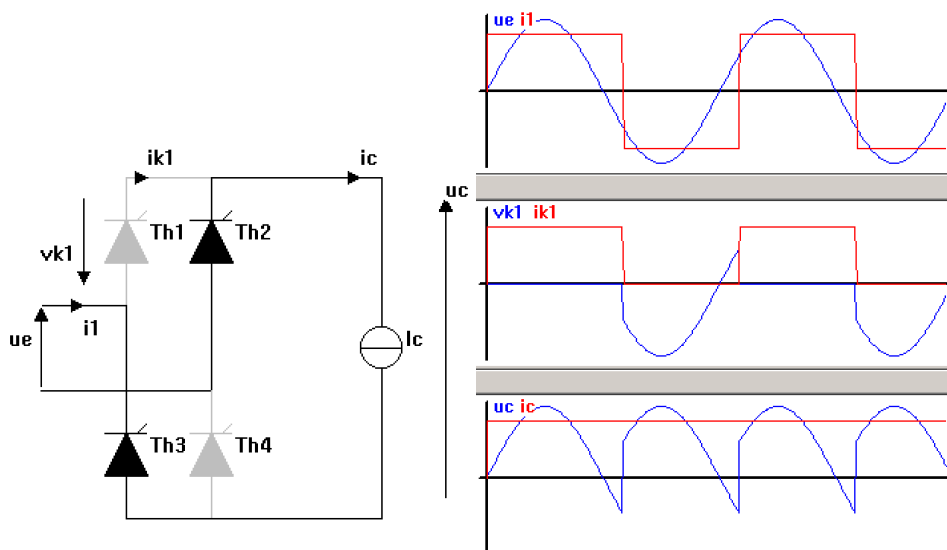 ue i1
ik1
ic
uc
Th1
Th2
vk1
vk1 ik1
i1
ue
Ic
uc ic
Th3
Th4